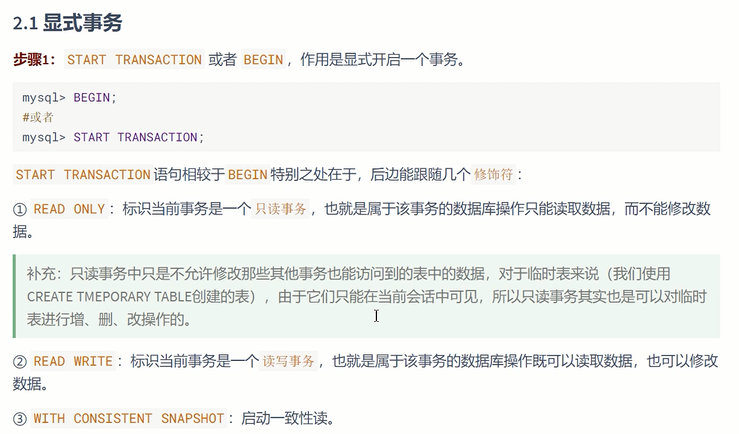 2.1 显式事务
步骤1： START TRANSACTION 或者 BEGIN ，作用是显式开启一个事务。
mysql> BEGIN;
#或者
mysql> START TRANSACTION;
START TRANSACTION 语句相较于 BEGIN 特别之处在于，后边能跟随几个 修饰符 ：
① READ ONLY ：标识当前事务是一个 只读事务 ，也就是属于该事务的数据库操作只能读取数据，而不能修改数
据。
补充：只读事务中只是不允许修改那些其他事务也能访问到的表中的数据，对于临时表来说（我们使用
CREATE TMEPORARY TABLE创建的表），由于它们只能在当前会话中可见，所以只读事务其实也是可以对临时
表进行增、删、改操作的。
② READ WRITE ：标识当前事务是一个 读写事务 ，也就是属于该事务的数据库操作既可以读取数据，也可以修改
数据。
③ WITH CONSISTENT SNAPSHOT ：启动一致性读。